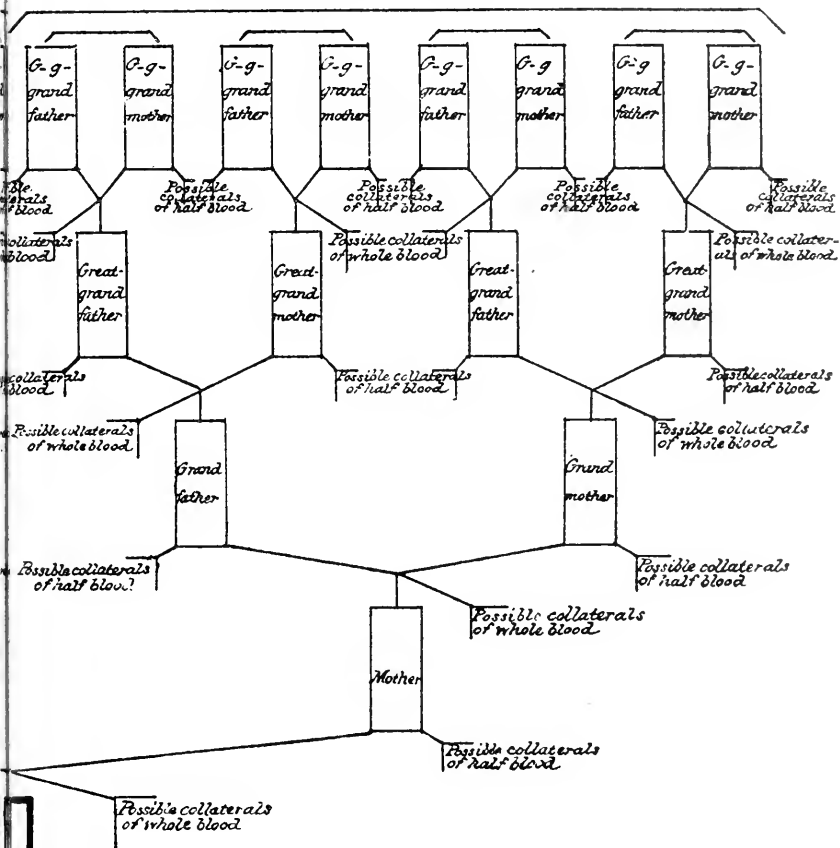 G-g-
grand
father
G-g-
grand
mother
G-g-
grand
father
G-g-
grand
mother
G-g-
grand
father
G-g
grand
mother
G-g
grand
father
G-g-
grand
mother
Possible
collaterals
of half blood
Possible
collaterals
of half blood
Possible
collaterals
of half blood
Possible
collaterals
of half blood
collaterals
blood
Possible collaterals
of whole blood
Possible collater-
als of whole blood
Great-
grand
father
Great-
grand
mother
Great-
grand
father
Great-
grand
mother
collaterals
blood
Possible collaterals
of half blood
Possible collaterals
of half blood
Possible collaterals
of whole blood
Possible collaterals
of whole blood
Grand
father
Grand
mother
Possible collaterals
of half blood
Possible collaterals
of half blood
Possible collaterals
of whole blood
Mother
Possible collaterals
of half blood
Possible collaterals
of whole blood